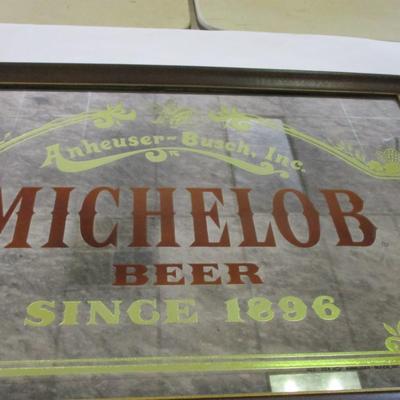 Anheuser-Busch, Inc.
MICHELOB
BEER
SINCE 1896